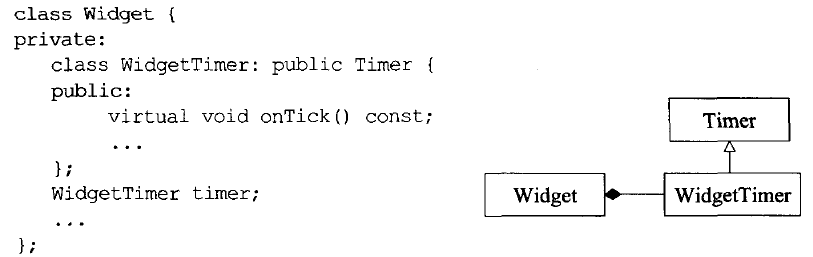 class Widget {
private:
class WidgetTimer: public Timer {
public:
virtual void onTick() const;
...
};
WidgetTimer timer;
...
};
Timer
Widget
WidgetTimer